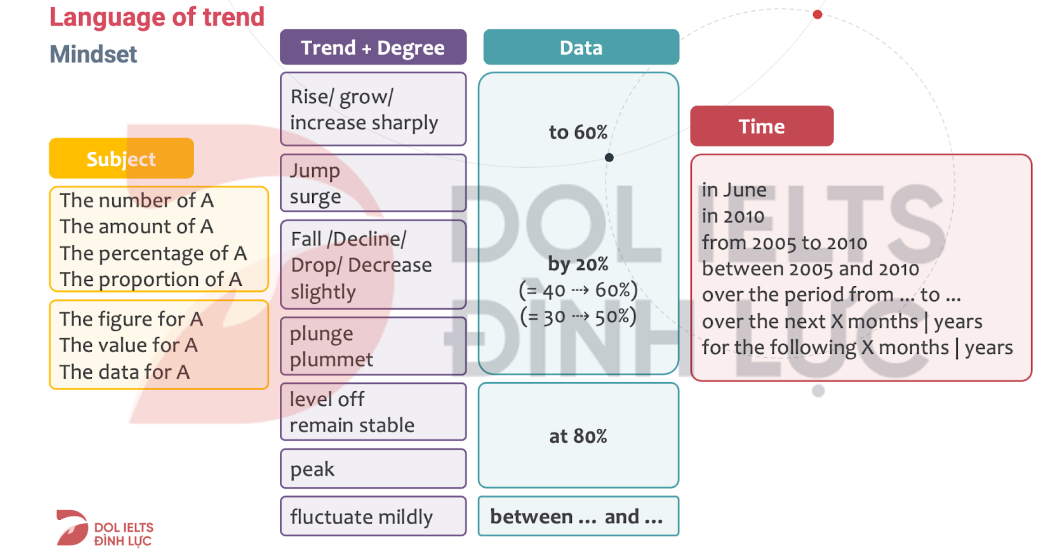 Language of trend
Mindset
Subject
The number of A
The amount of A
The percentage of A
The proportion of A
The figure for A
The value for A
The data for A
Trend + Degree
Rise/ grow/
increase sharply
Jump
surge
Fall /Decline/
Drop/ Decrease
slightly
plunge
plummet
level off
remain stable
peak
fluctuate mildly
Data
to 60%
by 20%
(= 40 ⇢ 60%)
(= 30 ⇢ 50%)
at 80%
between ... and ...
Time
in June
in 2010
from 2005 to 2010
between 2005 and 2010
over the period from ... to ...
over the next X months | years
for the following X months | years
DOL IELTS
ĐÌNH LỰC
DOL IELTS
ĐÌNH LỰC